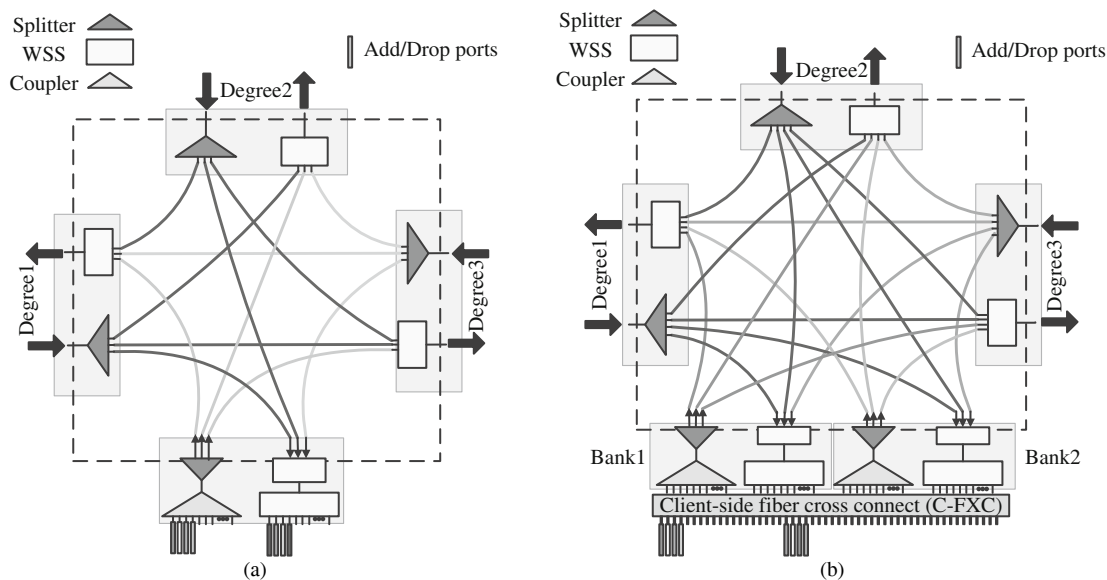 Splitter
WSS
Coupler
Add/Drop ports
Degree2
Degree1
Degree3
(a)
Splitter
WSS
Coupler
Add/Drop ports
Degree2
Degree1
Degree3
Bank1
Bank2
Client-side fiber cross connect (C-FXC)
(b)